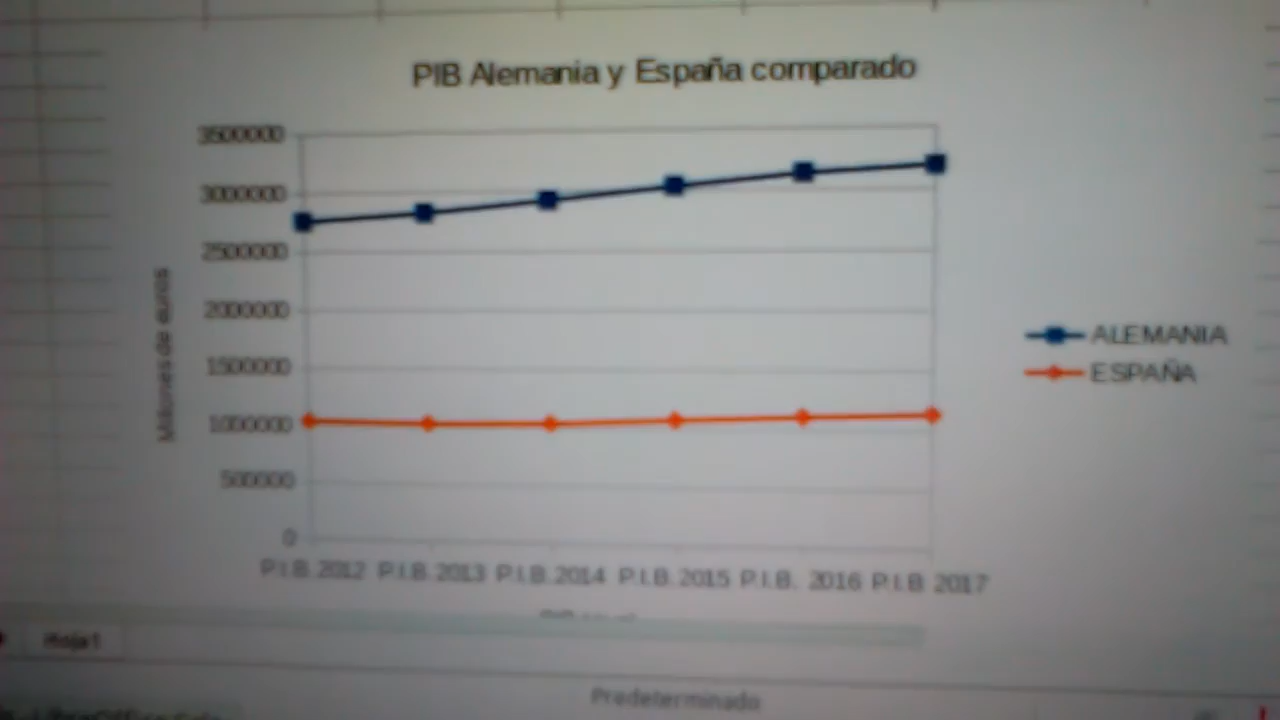 PIB Alemania y España comparado
3500000
3000000
2500000
2000000
1500000
1000000
500000
0
Millones de euros
ALEMANIA
ESPAÑA
P.I.B. 2012 P.I.B. 2013 P.I.B. 2014 P.I.B. 2015 P.I.B. 2016 P.I.B. 2017
Hoja1
Predeterminado